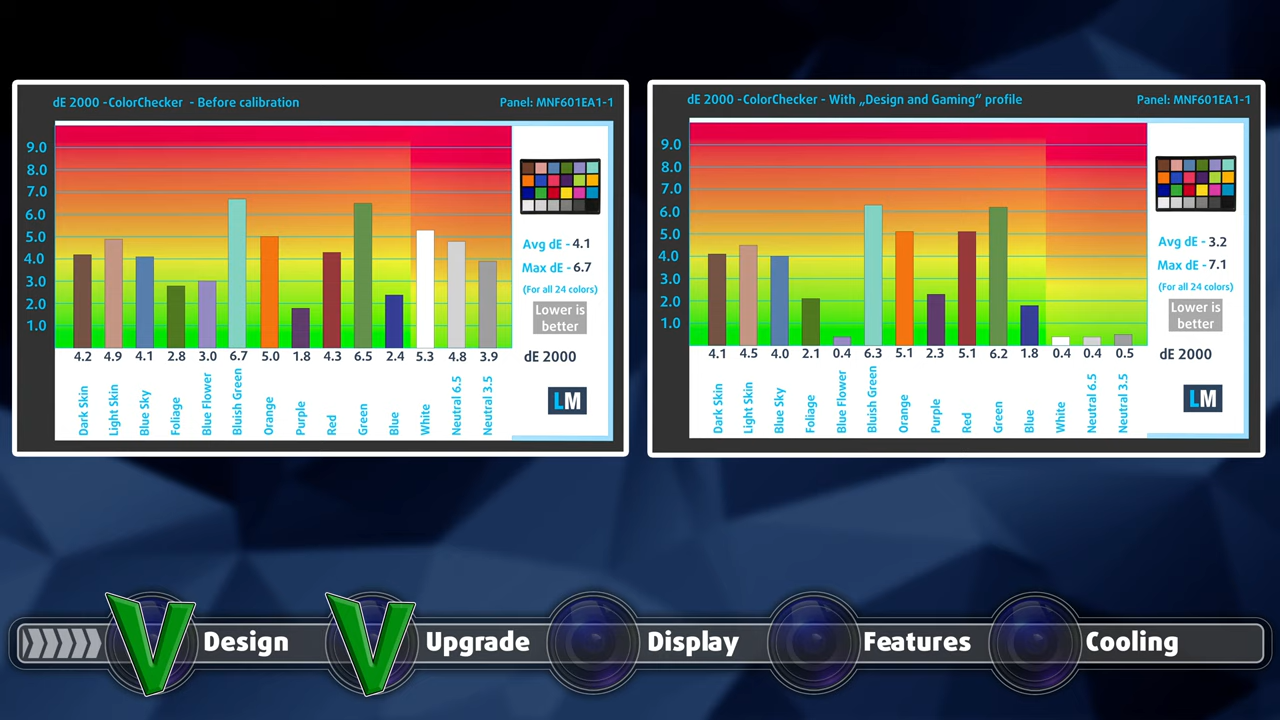 dE 2000 -ColorChecker - Before calibration
Panel: MNF601EA1-1
9.0
8.0
7.0
6.0
5.0
4.0
3.0
2.0
1.0
Avg dE - 4.1
Max dE - 6.7
(For all 24 colors)
Lower is
better
4.2 4.9 4.1 2.8 3.0 6.7 5.0 1.8 4.3 6.5 2.4 5.3 4.8 3.9
dE 2000
Dark Skin
Light Skin
Blue Sky
Foliage
Blue Flower
Bluish Green
Orange
Purple
Red
Green
Blue
White
Neutral 6.5
Neutral 3.5
LM
dE 2000 -ColorChecker - With „Design and Gaming“ profile
Panel: MNF601EA1-1
9.0
8.0
7.0
6.0
5.0
4.0
3.0
2.0
1.0
Avg dE - 3.2
Max dE - 7.1
(For all 24 colors)
Lower is
better
4.1 4.5 4.0 2.1 0.4 6.3 5.1 2.3 5.1 6.2 1.8 0.4 0.4 0.5
dE 2000
Dark Skin
Light Skin
Blue Sky
Foliage
Blue Flower
Bluish Green
Orange
Purple
Red
Green
Blue
White
Neutral 6.5
Neutral 3.5
LM
Design
Upgrade
Display
Features
Cooling